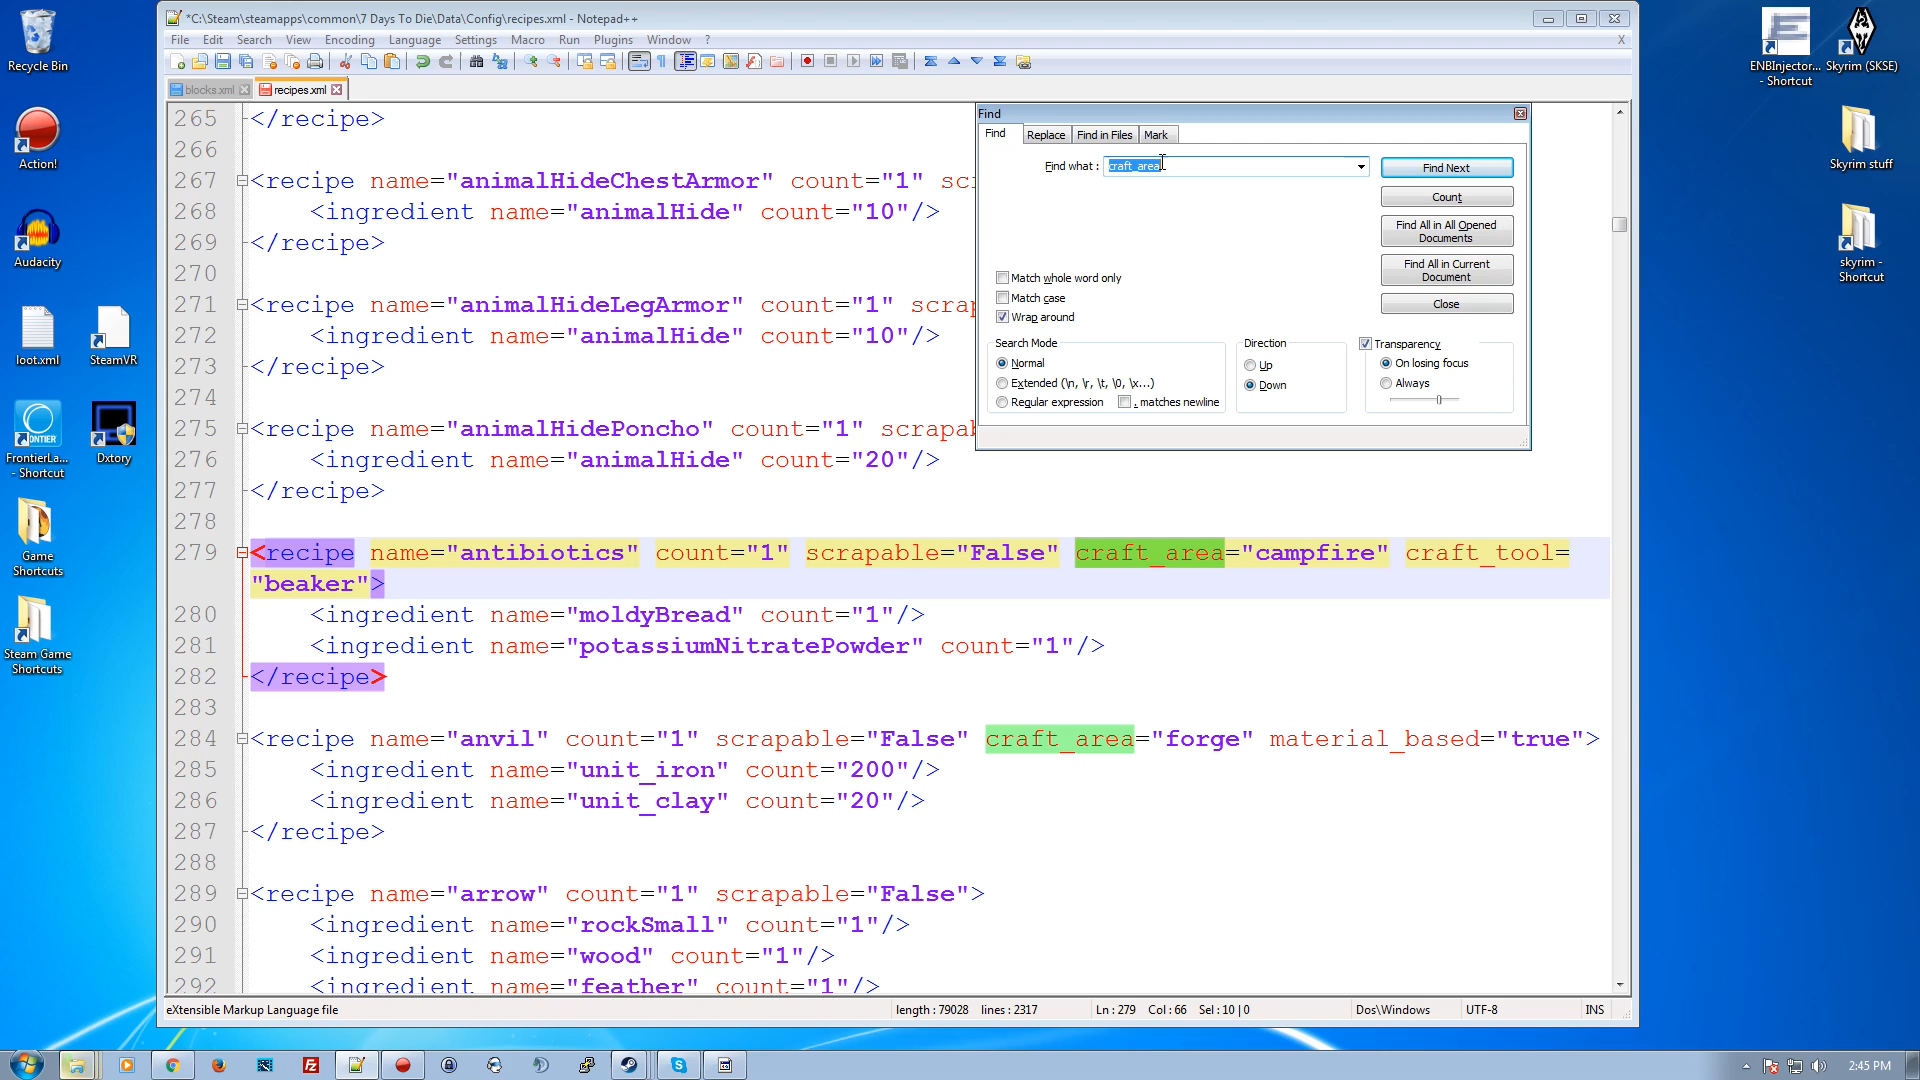 *C:\Steam\steamapps\common\7 Days To Die\Data\Config\recipes.xml - Notepad++
File Edit Search View Encoding Language Settings Macro Run Plugins Window ? X
blocks.xml recipes.xml
265 </recipe>
266
267 <recipe name="animalHideChestArmor" count="1" scr
268 <ingredient name="animalHide" count="10"/>
269 </recipe>
270
271 <recipe name="animalHideLegArmor" count="1" scrap
272 <ingredient name="animalHide" count="10"/>
273 </recipe>
274
275 <recipe name="animalHidePoncho" count="1" scrapab
276 <ingredient name="animalHide" count="20"/>
277 </recipe>
278
279 <recipe name="antibiotics" count="1" scrapable="False" craft_area="campfire" craft_tool=
"beaker">
280 <ingredient name="moldyBread" count="1"/>
281 <ingredient name="potassiumNitratePowder" count="1"/>
282 </recipe>
283
284 <recipe name="anvil" count="1" scrapable="False" craft_area="forge" material_based="true">
285 <ingredient name="unit_iron" count="200"/>
286 <ingredient name="unit_clay" count="20"/>
287 </recipe>
288
289 <recipe name="arrow" count="1" scrapable="False">
290 <ingredient name="rockSmall" count="1"/>
291 <ingredient name="wood" count="1"/>
292 <ingredient name="feather" count="1"/>
eXtensible Markup Language file length : 79028 lines : 2317 Ln : 279 Col : 66 Sel : 10 | 0 Dos\Windows UTF-8 INS
Find
Find Replace Find in Files Mark
Find what : craft_area
Find Next
Count
Find All in All Opened
Documents
Find All in Current
Document
Close
Match whole word only
Match case
Wrap around
Search Mode
Normal
Extended (\n, \r, \t, \0, \x...)
Regular expression . matches newline
Direction
Up
Down
Transparency
On losing focus
Always
Recycle Bin
Action!
Audacity
loot.xml
SteamVR
FRONTIER
FrontierLa...
- Shortcut
Dxtory
Game
Shortcuts
Steam Game
Shortcuts
ENBInjector...
- Shortcut
Skyrim (SKSE)
Skyrim stuff
skyrim -
Shortcut
2:45 PM